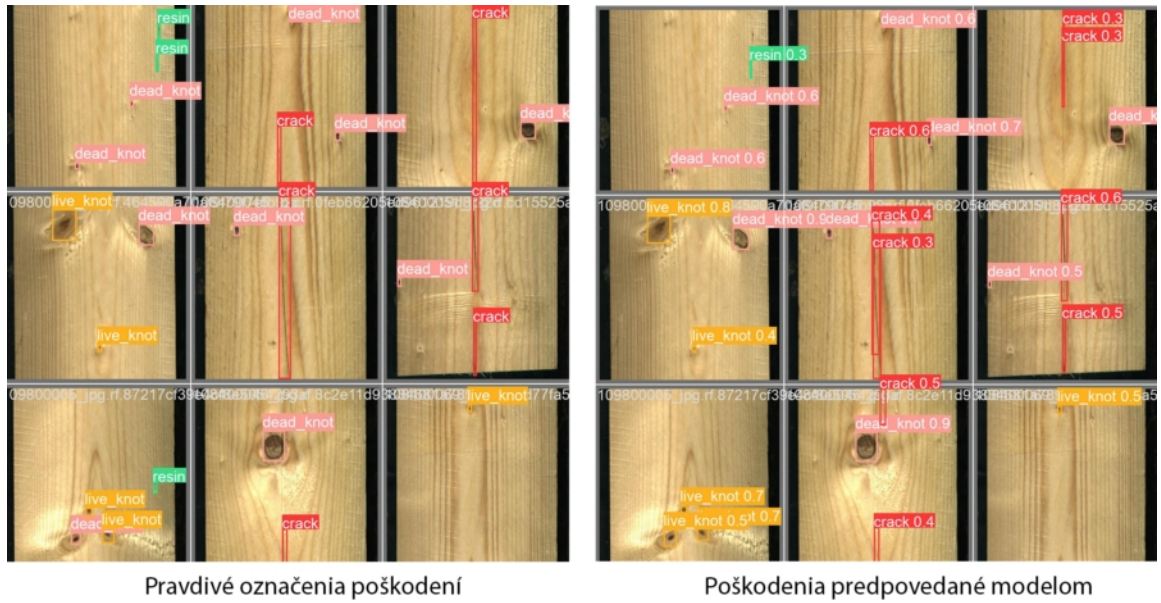 resin
dead_knot
crack 0.3
dead_knot 0.6
resin
crack 0.3
resin 0.3
dead_knot
dead_knot 0.6
crack
dead_knot
dead_k
crack 0.6
dead_knot 0.7
dead_k
dead_knot
dead_knot 0.6
crack
crack
crack 0.6
live_knot
live_knot 0.8
dead_knot
dead_knot
crack 0.4
dead_knot 0.9
crack 0.3
dead_knot
dead_knot 0.5
crack
crack 0.5
live_knot
live_knot 0.4
crack 0.5
live_knot
live_knot 0.5
dead_knot
dead_knot 0.9
resin
live_knot
live_knot 0.7
live_knot
live_knot 0.5
crack
crack 0.4
Pravdivé označenia poškodení
Poškodenia predpovedané modelom